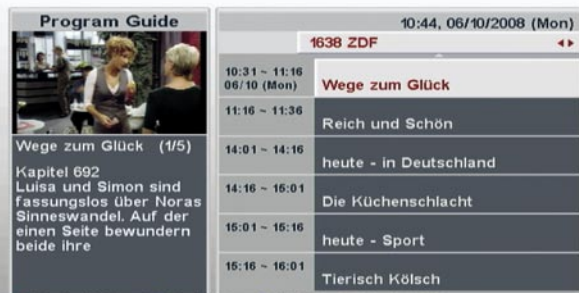 Program Guide
Wege zum Glück (1/5)
Kapitel 692
Luisa und Simon sind
fassungslos über Noras
Sinneswandel. Auf der
einen Seite bewundern
beide ihre
10:44, 06/10/2008 (Mon)
1638 ZDF
10:31 ~ 11:16
06/10 (Mon)
Wege zum Glück
11:16 ~ 11:36
Reich und Schön
14:01 ~ 14:16
heute - in Deutschland
14:16 ~ 15:01
Die Küchenschlacht
15:01 ~ 15:16
heute - Sport
15:16 ~ 16:01
Tierisch Kölsch